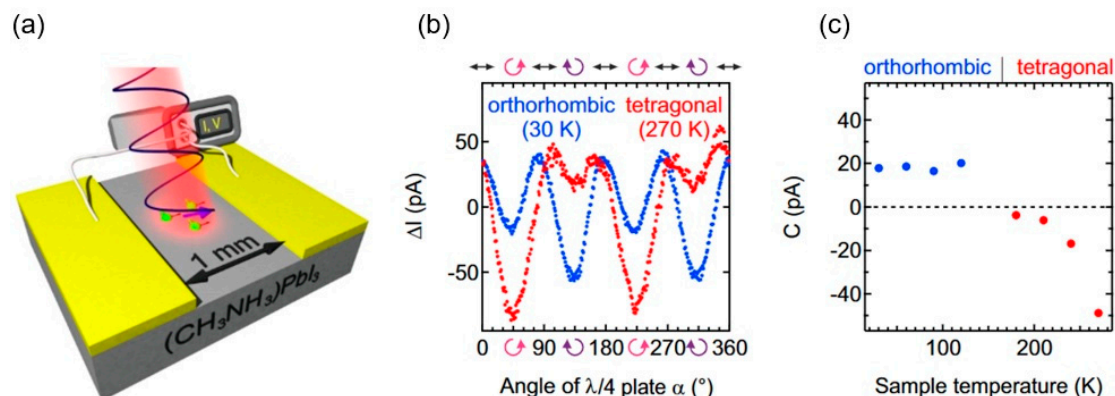 (a)
I, V
1 mm
(CH₃NH₃)PbI₃
(b)
orthorhombic
(30 K)
tetragonal
(270 K)
50
0
-50
ΔI (pA)
0 90 180 270 360
Angle of λ/4 plate α (°)
(c)
orthorhombic | tetragonal
40
20
0
-20
-40
C (pA)
100 200
Sample temperature (K)